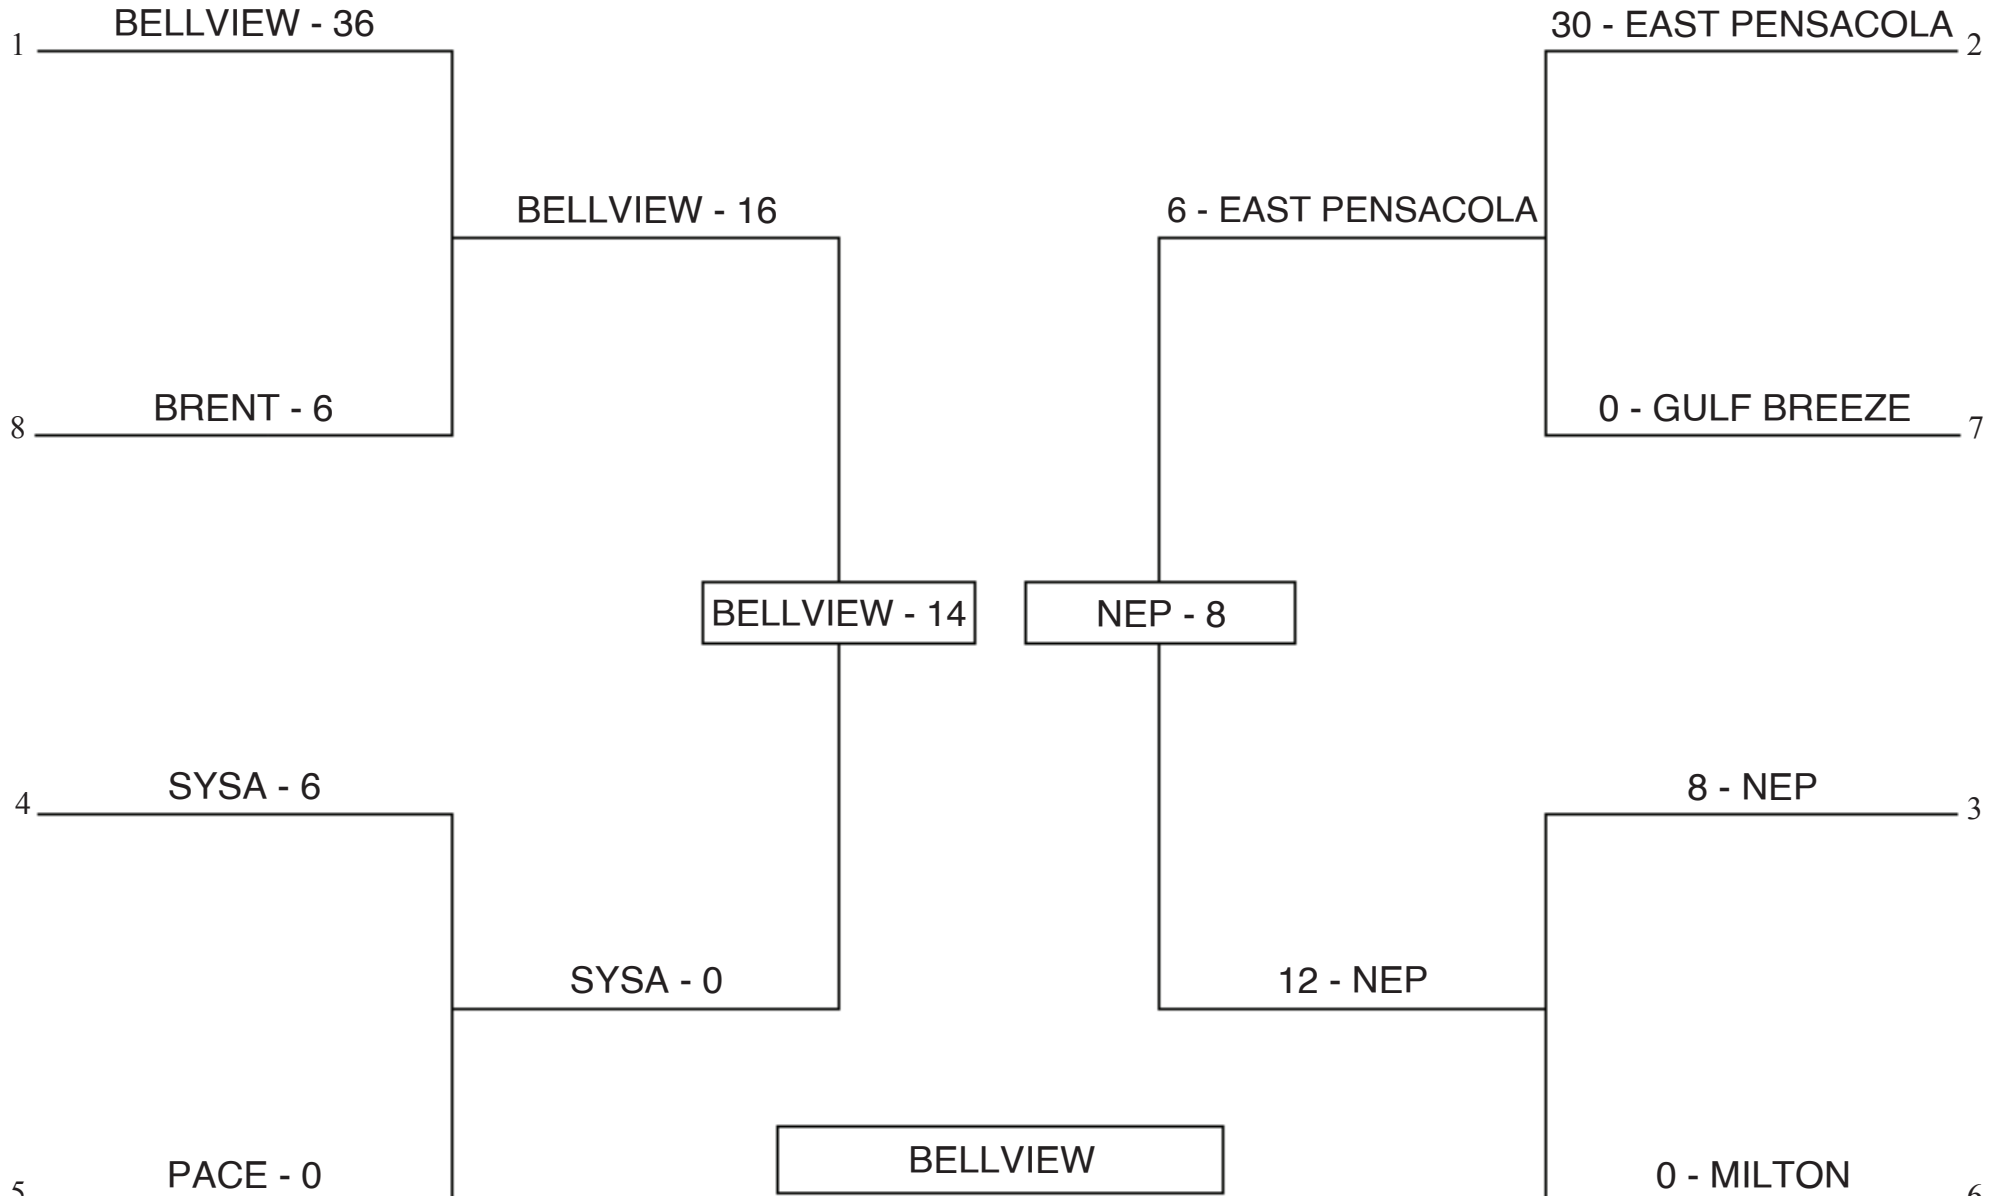 BELLVIEW - 36
1
30 - EAST PENSACOLA
2
BELLVIEW - 16
6 - EAST PENSACOLA
BRENT - 6
8
0 - GULF BREEZE
7
BELLVIEW - 14
NEP - 8
SYSA - 6
4
8 - NEP
3
SYSA - 0
12 - NEP
BELLVIEW
PACE - 0
5
0 - MILTON
6